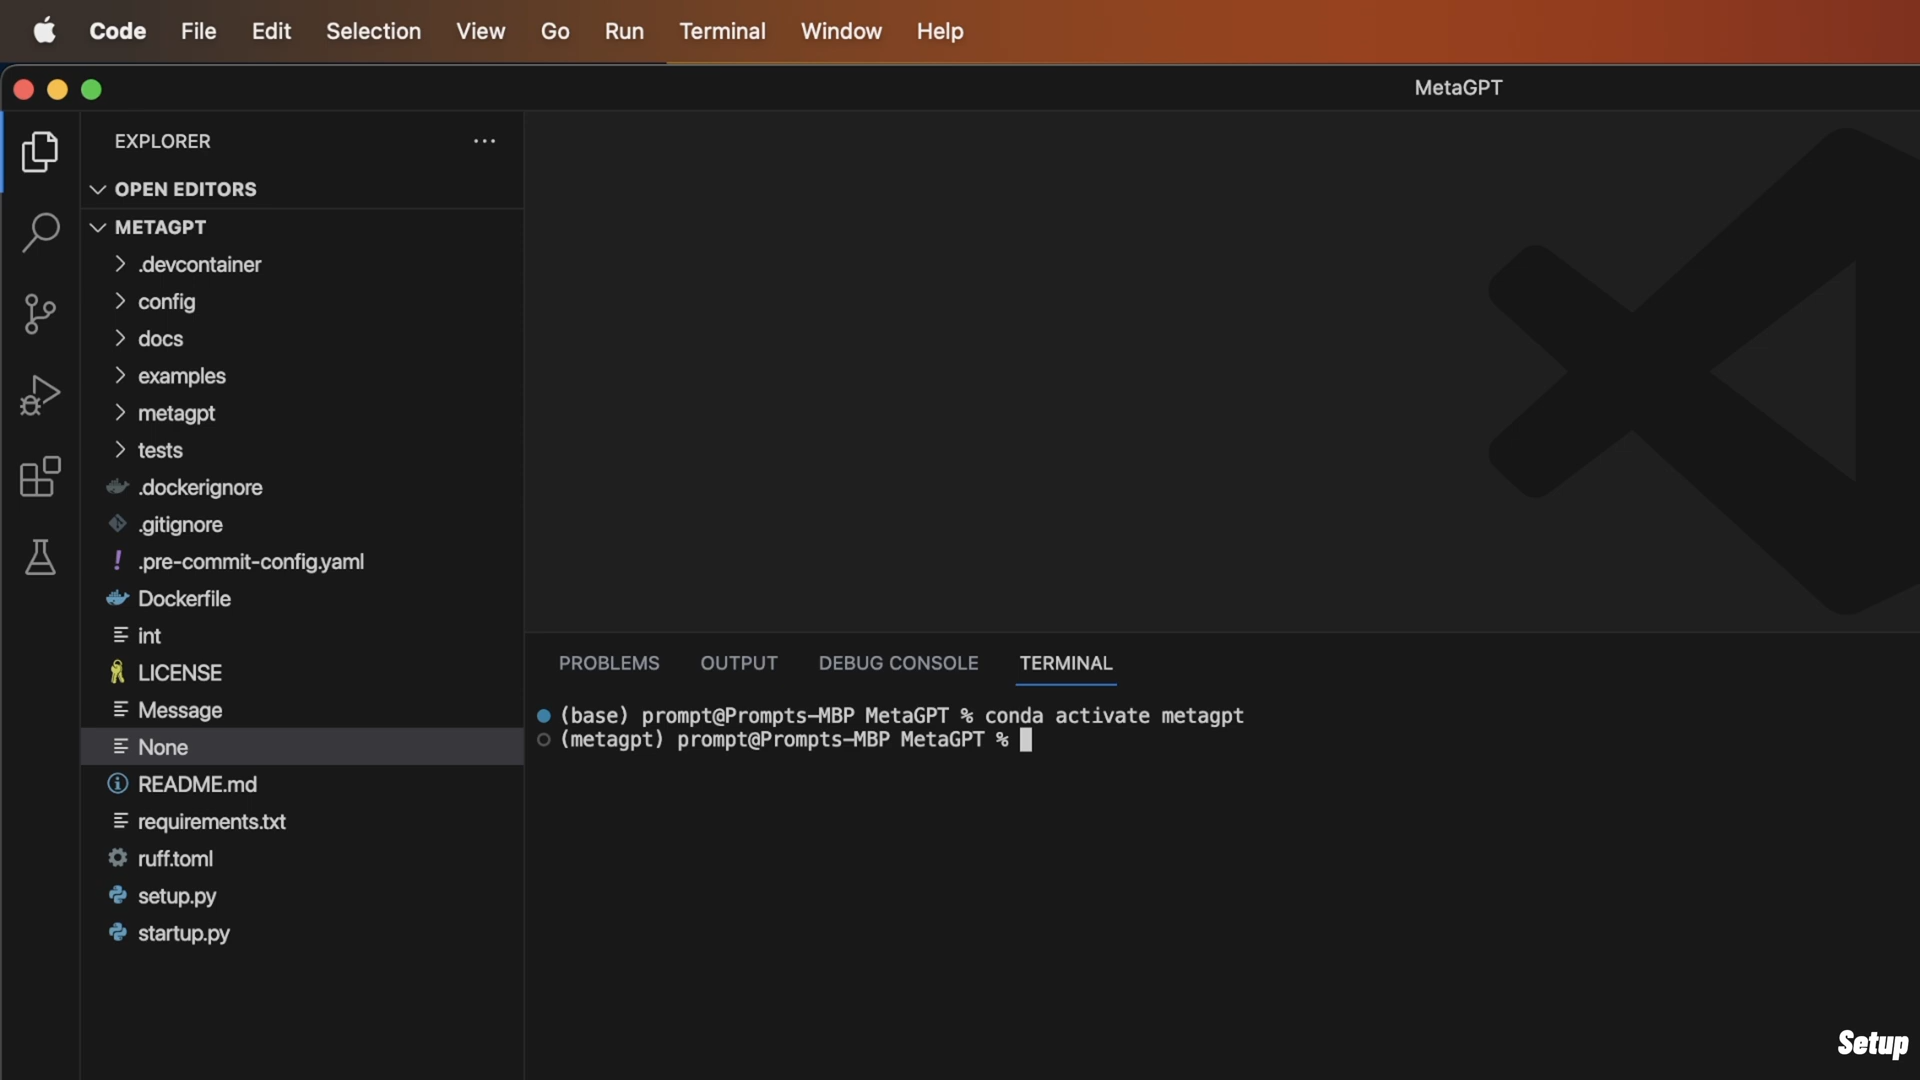 Code File Edit Selection View Go Run Terminal Window Help
MetaGPT
EXPLORER
OPEN EDITORS
METAGPT
.devcontainer
config
docs
examples
metagpt
tests
.dockerignore
.gitignore
.pre-commit-config.yaml
Dockerfile
int
LICENSE
Message
None
README.md
requirements.txt
ruff.toml
setup.py
startup.py
PROBLEMS OUTPUT DEBUG CONSOLE TERMINAL
(base) prompt@Prompts-MBP MetaGPT % conda activate metagpt
(metagpt) prompt@Prompts-MBP MetaGPT %
Setup